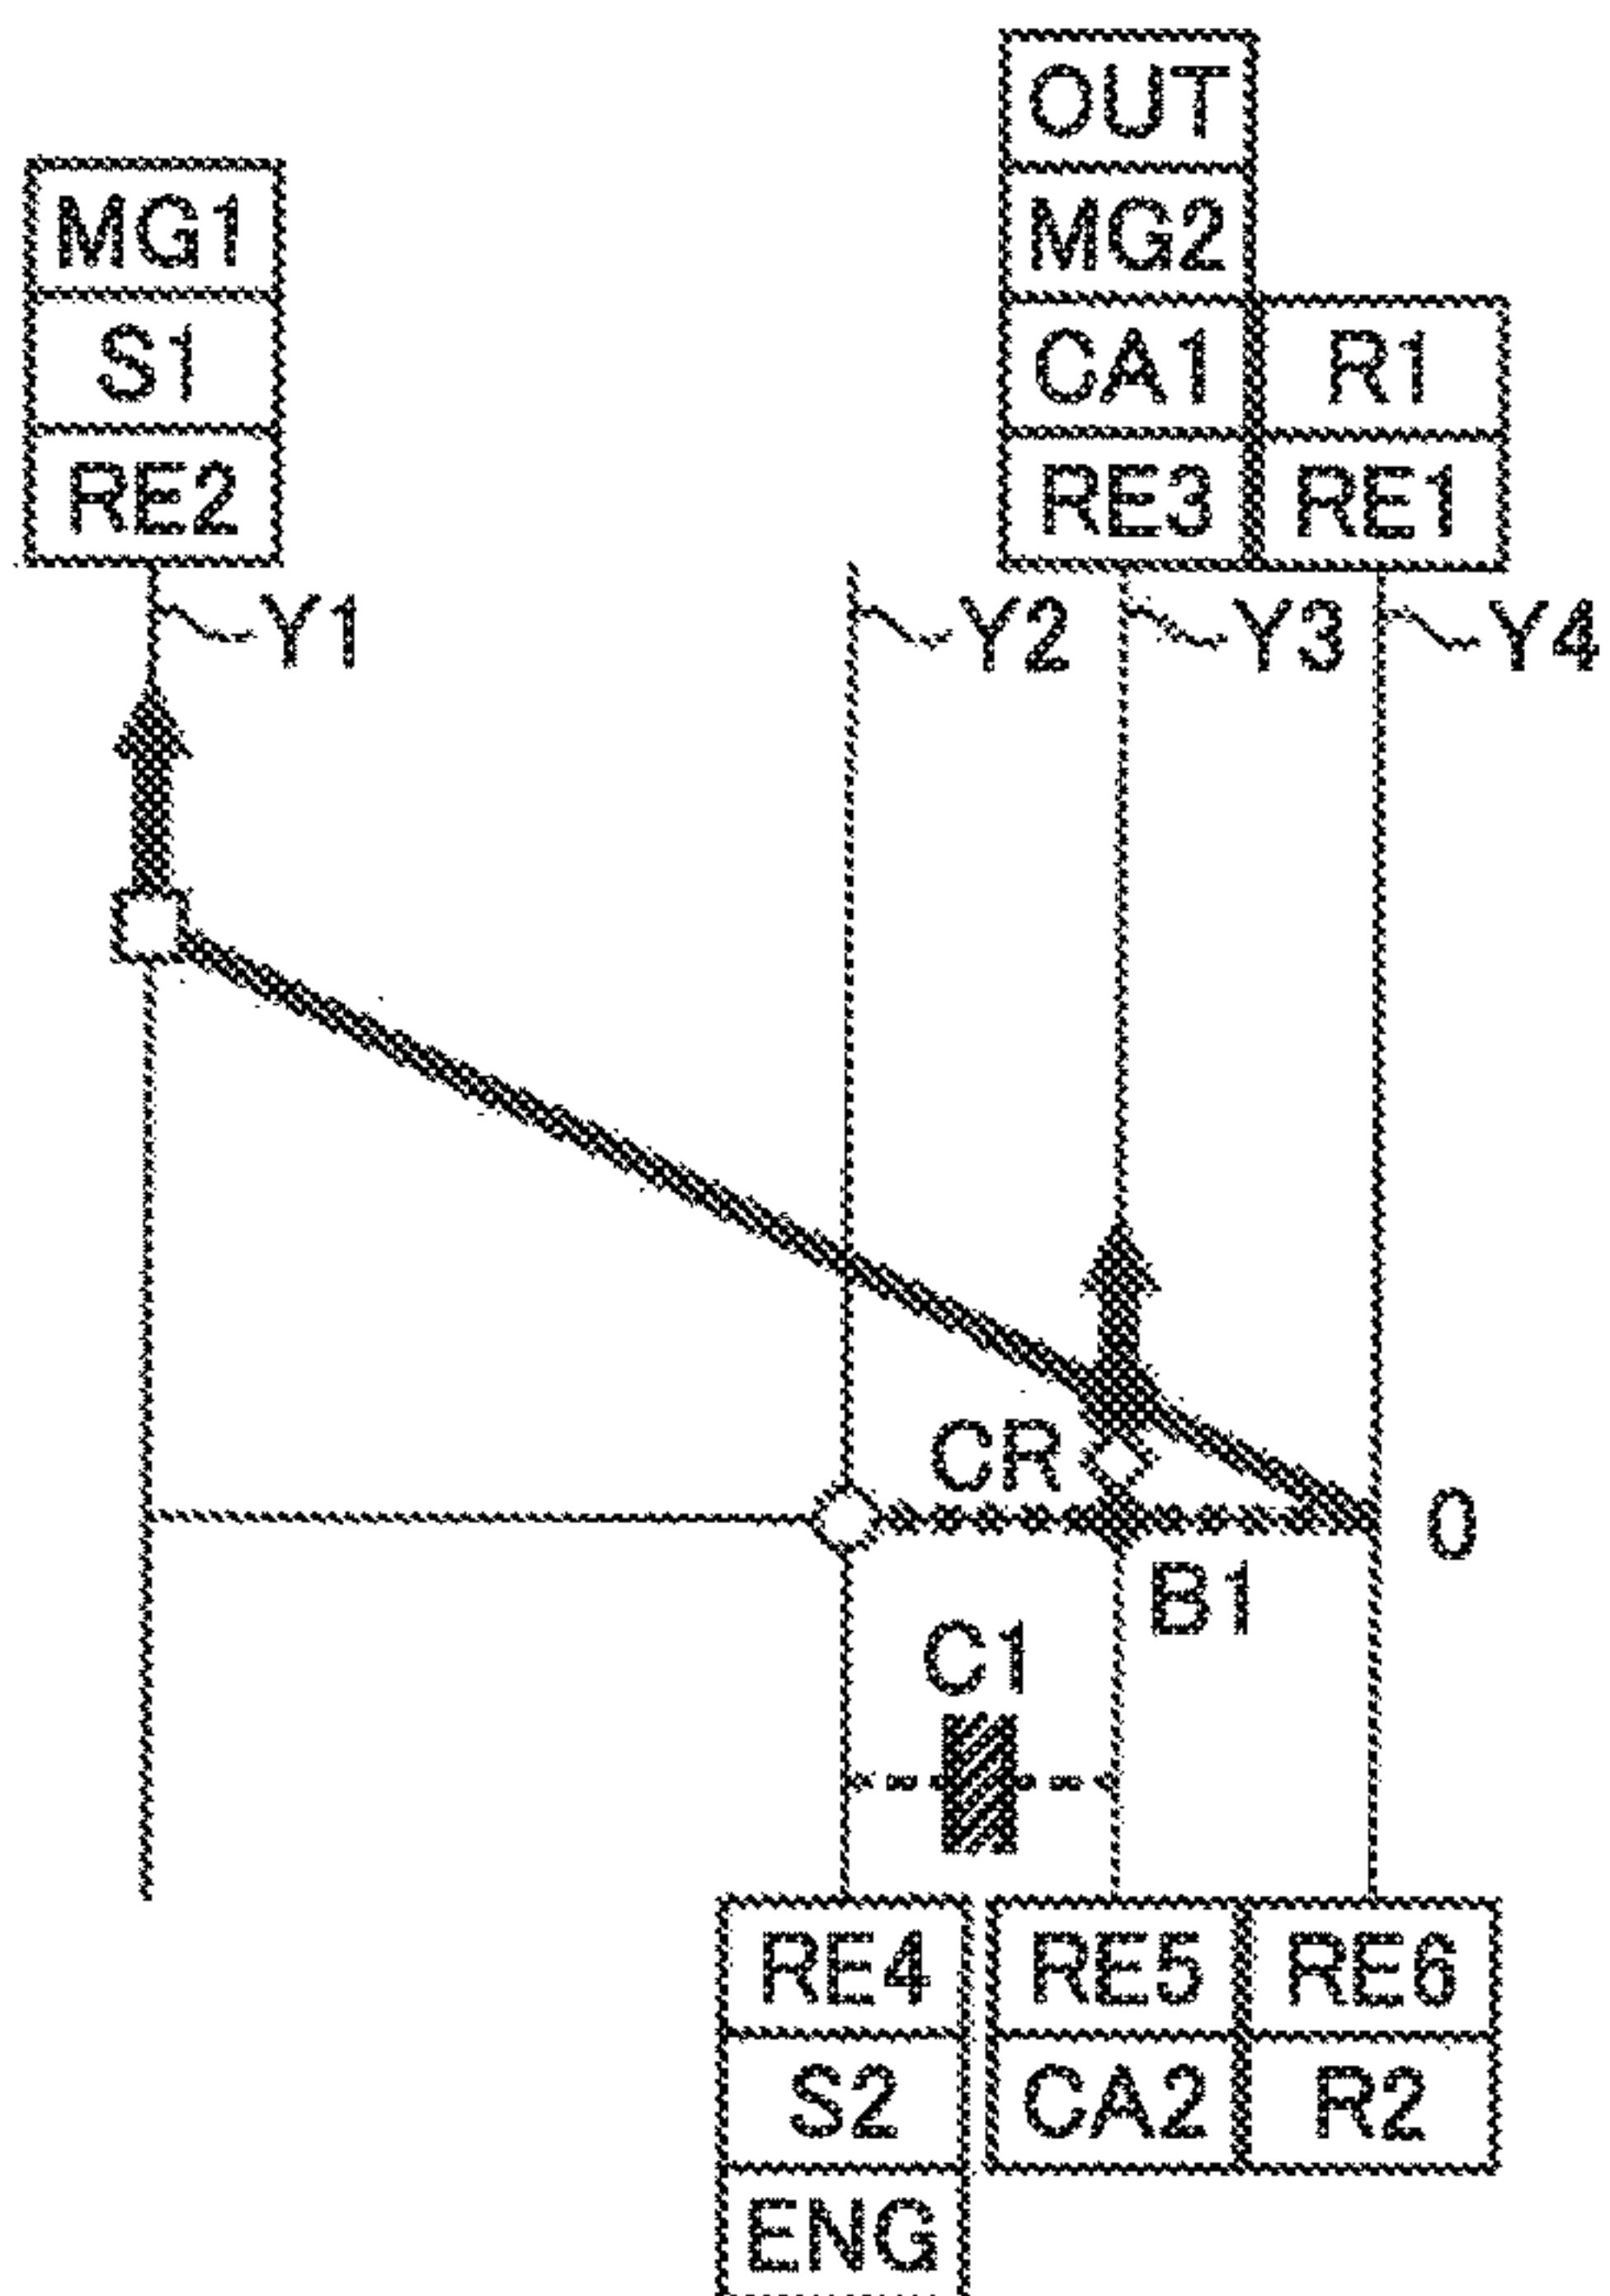 OUT
MG1
MG2
S1
CA1
R1
RE2
RE3
RE1
Y1
Y2
Y3
Y4
CR
0
B1
C1
RE4
RE5
RE6
S2
CA2
R2
ENG